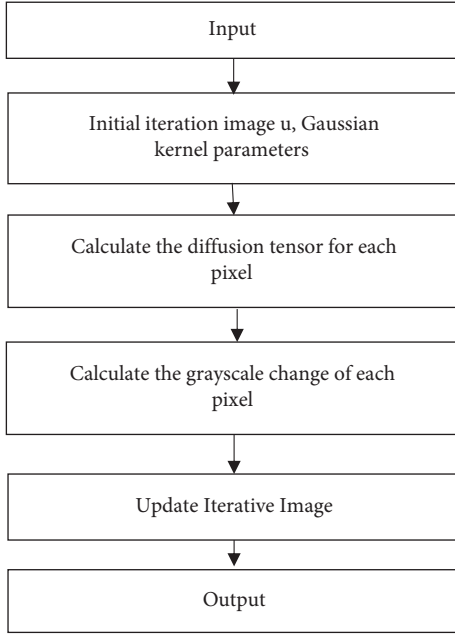 Input
Initial iteration image u, Gaussian
kernel parameters
Calculate the diffusion tensor for each
pixel
Calculate the grayscale change of each
pixel
Update Iterative Image
Output